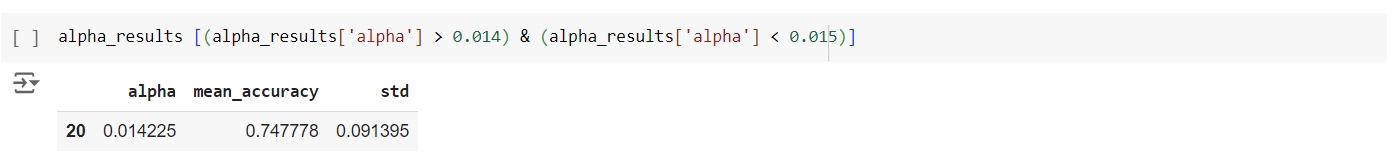 [ ] alpha_results [(alpha_results['alpha'] > 0.014) & (alpha_results['alpha'] < 0.015)]
alpha mean_accuracy std
20 0.014225 0.747778 0.091395